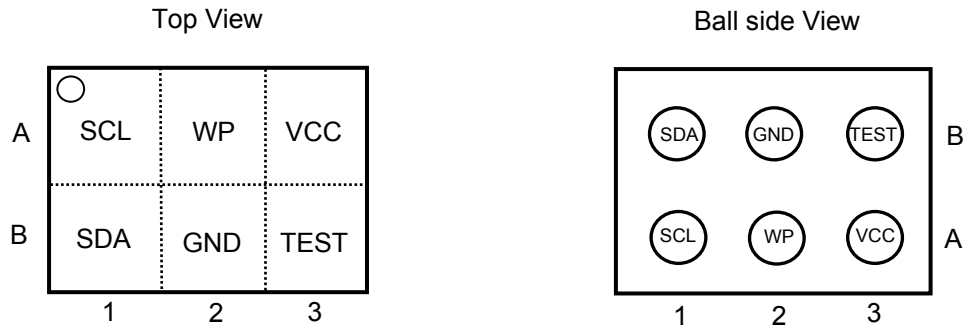 Top View
A SCL WP VCC
B SDA GND TEST
1 2 3
Ball side View
SDA GND TEST B
SCL WP VCC A
1 2 3